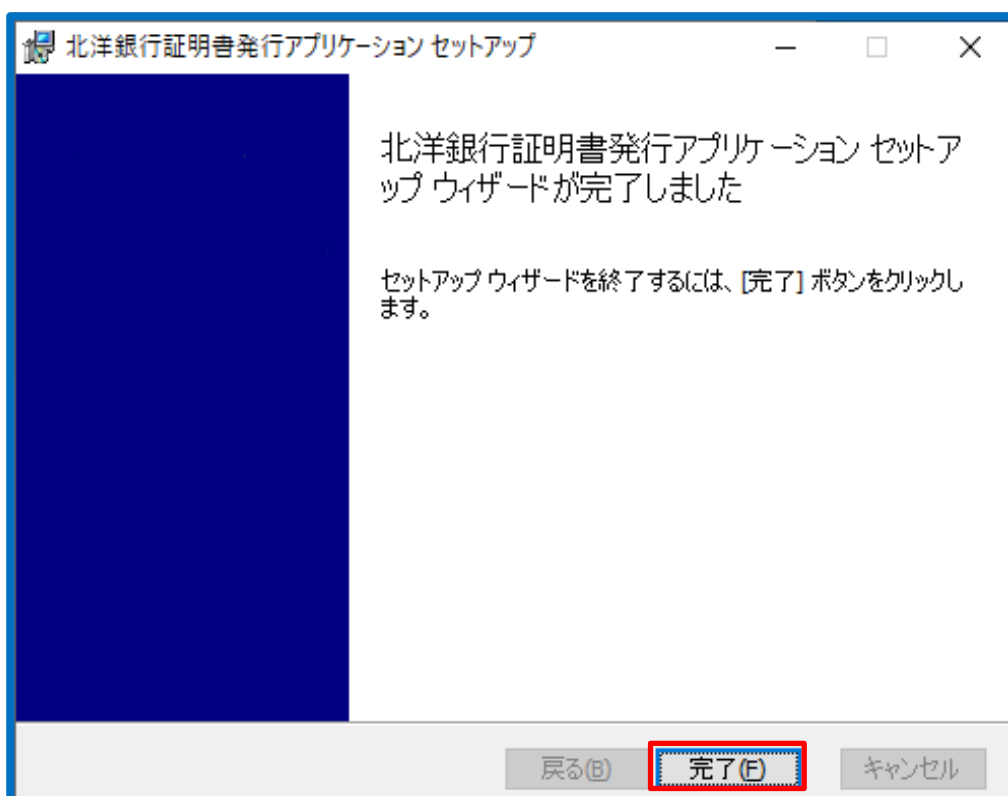 北洋銀行証明書発行アプリケーション セットアップ
北洋銀行証明書発行アプリケーション セットア
ップ ウィザードが完了しました
セットアップ ウィザードを終了するには、[完了] ボタンをクリックし
ます。
戻る(B) 完了(F) キャンセル